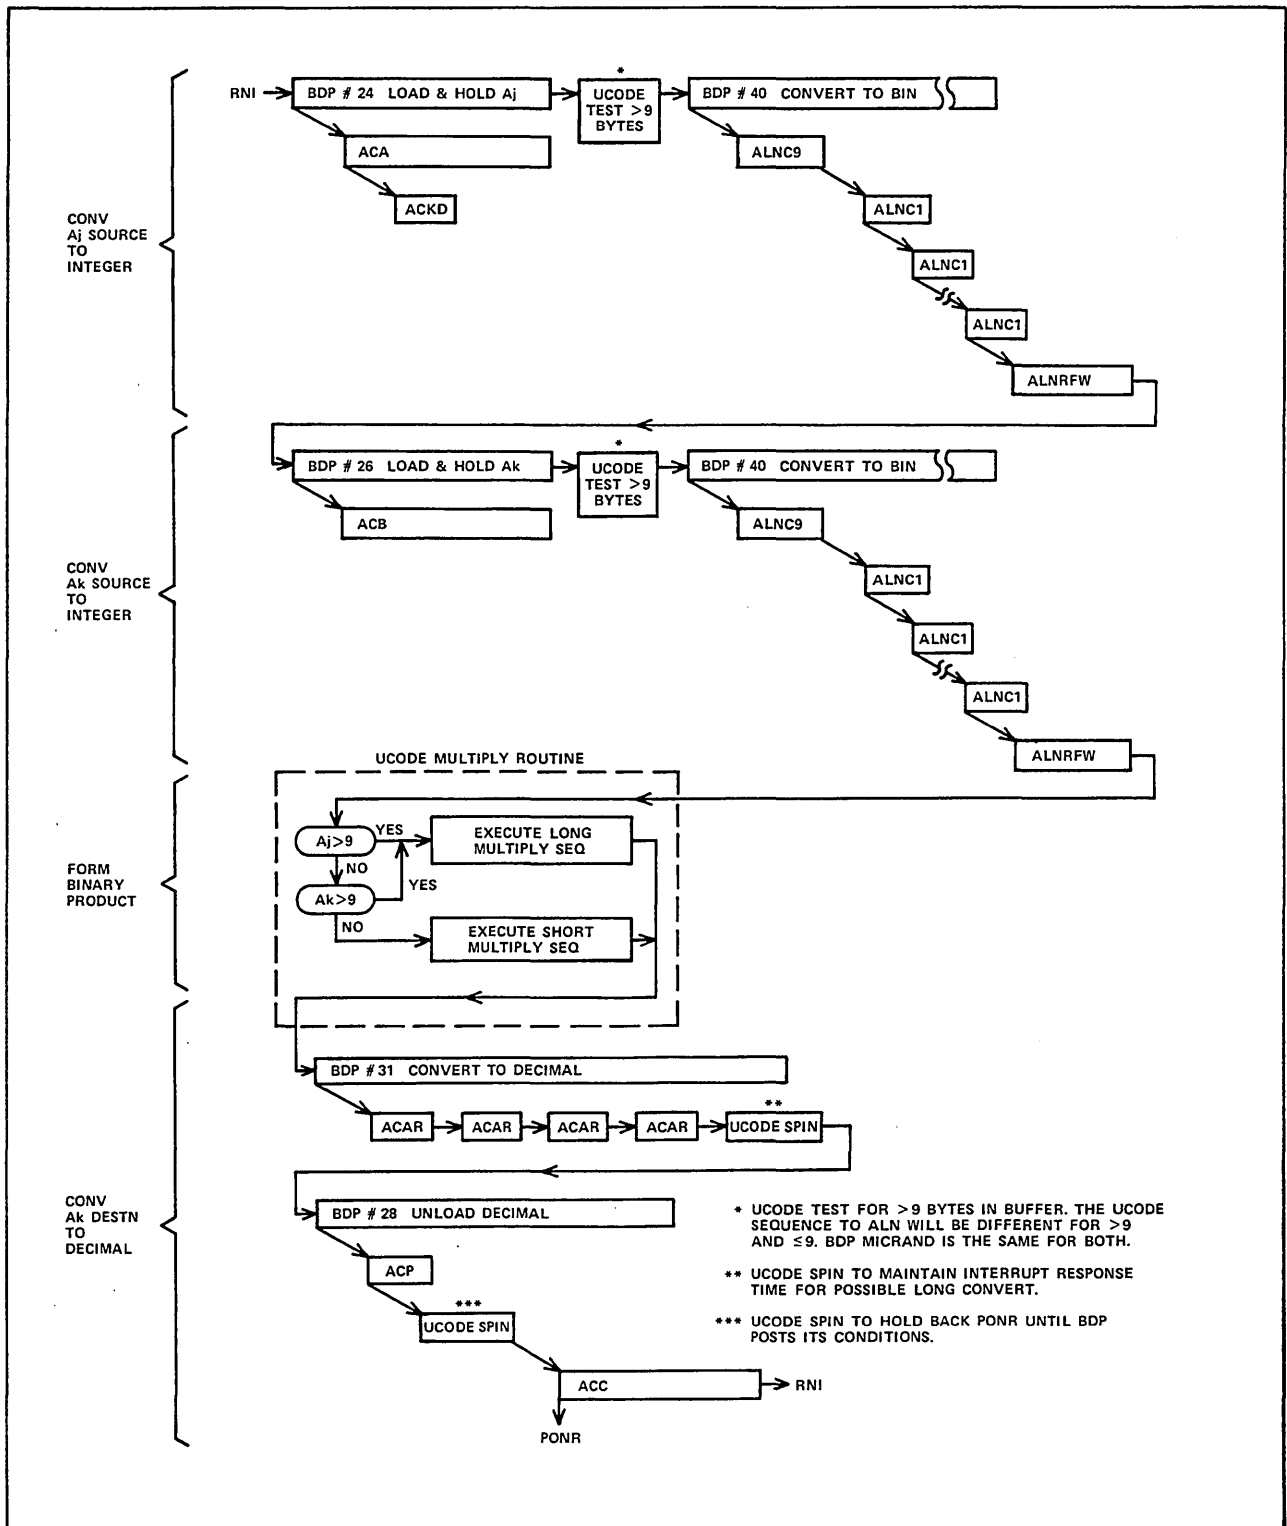 *
RNI
BDP # 24 LOAD & HOLD Aj
UCODE
TEST >9
BYTES
BDP # 40 CONVERT TO BIN
ACA
ALNC9
ACKD
ALNC1
CONV
Aj SOURCE
TO
INTEGER
ALNC1
ALNC1
ALNRFW
*
BDP # 26 LOAD & HOLD Ak
UCODE
TEST >9
BYTES
BDP # 40 CONVERT TO BIN
ACB
ALNC9
CONV
Ak SOURCE
TO
INTEGER
ALNC1
ALNC1
ALNC1
ALNRFW
UCODE MULTIPLY ROUTINE
Aj>9
YES
EXECUTE LONG
MULTIPLY SEQ
NO
YES
FORM
BINARY
PRODUCT
Ak>9
NO
EXECUTE SHORT
MULTIPLY SEQ
BDP # 31 CONVERT TO DECIMAL
**
ACAR
ACAR
ACAR
ACAR
UCODE SPIN
CONV
Ak DESTN
TO
DECIMAL
BDP # 28 UNLOAD DECIMAL
ACP
***
UCODE SPIN
ACC
RNI
PONR
* UCODE TEST FOR >9 BYTES IN BUFFER. THE UCODE
SEQUENCE TO ALN WILL BE DIFFERENT FOR >9
AND ≤9. BDP MICRAND IS THE SAME FOR BOTH.
** UCODE SPIN TO MAINTAIN INTERRUPT RESPONSE
TIME FOR POSSIBLE LONG CONVERT.
*** UCODE SPIN TO HOLD BACK PONR UNTIL BDP
POSTS ITS CONDITIONS.